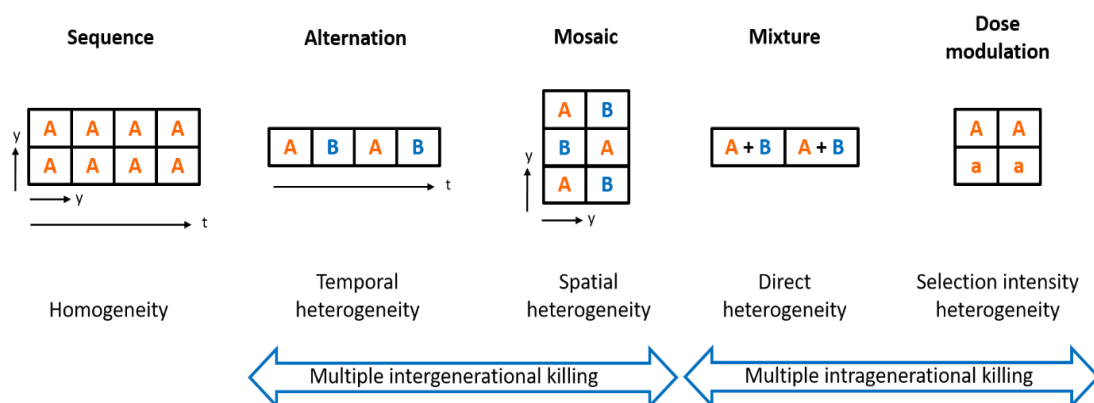 Sequence
Alternation
Mosaic
Mixture
Dose
modulation
y
A A A A
A A A A
y
t
A B A B
t
y
A B
B A
A B
y
A + B A + B
A A
a a
Homogeneity
Temporal
heterogeneity
Spatial
heterogeneity
Direct
heterogeneity
Selection intensity
heterogeneity
Multiple intergenerational killing
Multiple intragenerational killing